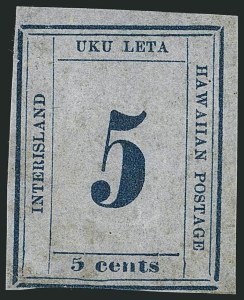 UKU LETA
INTERISLAND
5
HAWAIIAN POSTAGE
5 cents